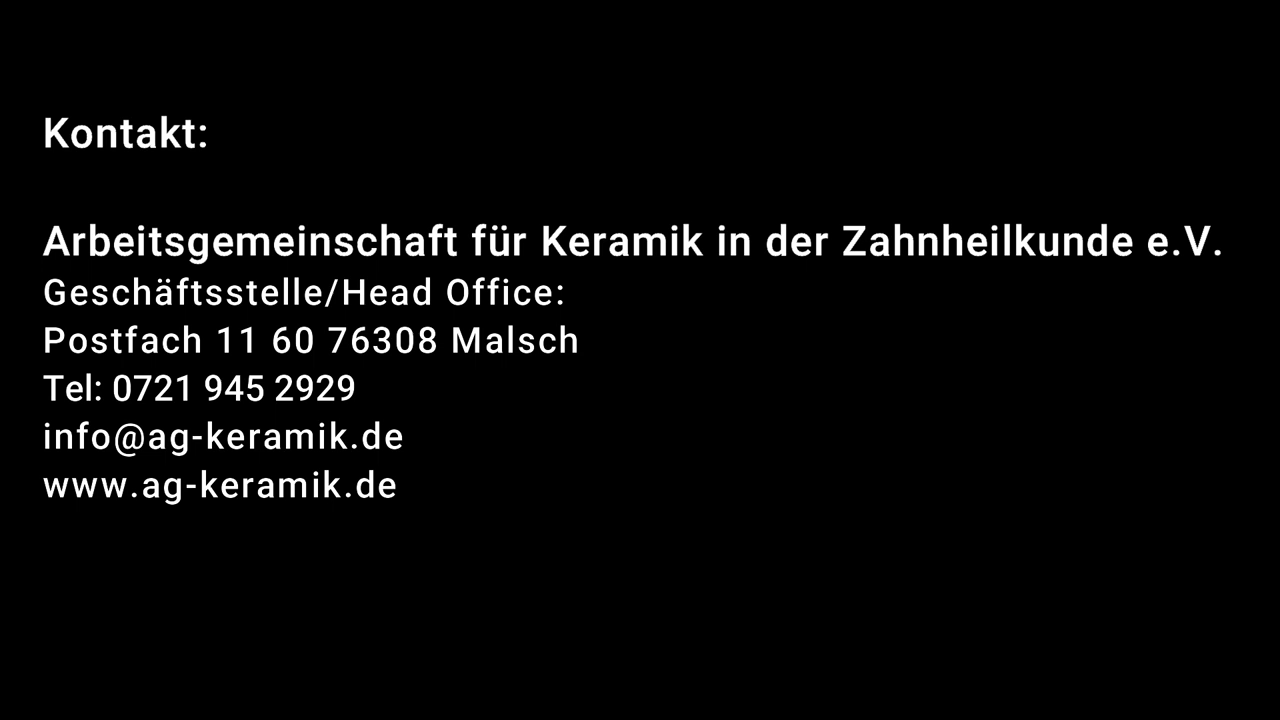 Kontakt:
Arbeitsgemeinschaft für Keramik in der Zahnheilkunde e.V.
Geschäftsstelle/Head Office:
Postfach 11 60 76308 Malsch
Tel: 0721 945 2929
info@ag-keramik.de
www.ag-keramik.de